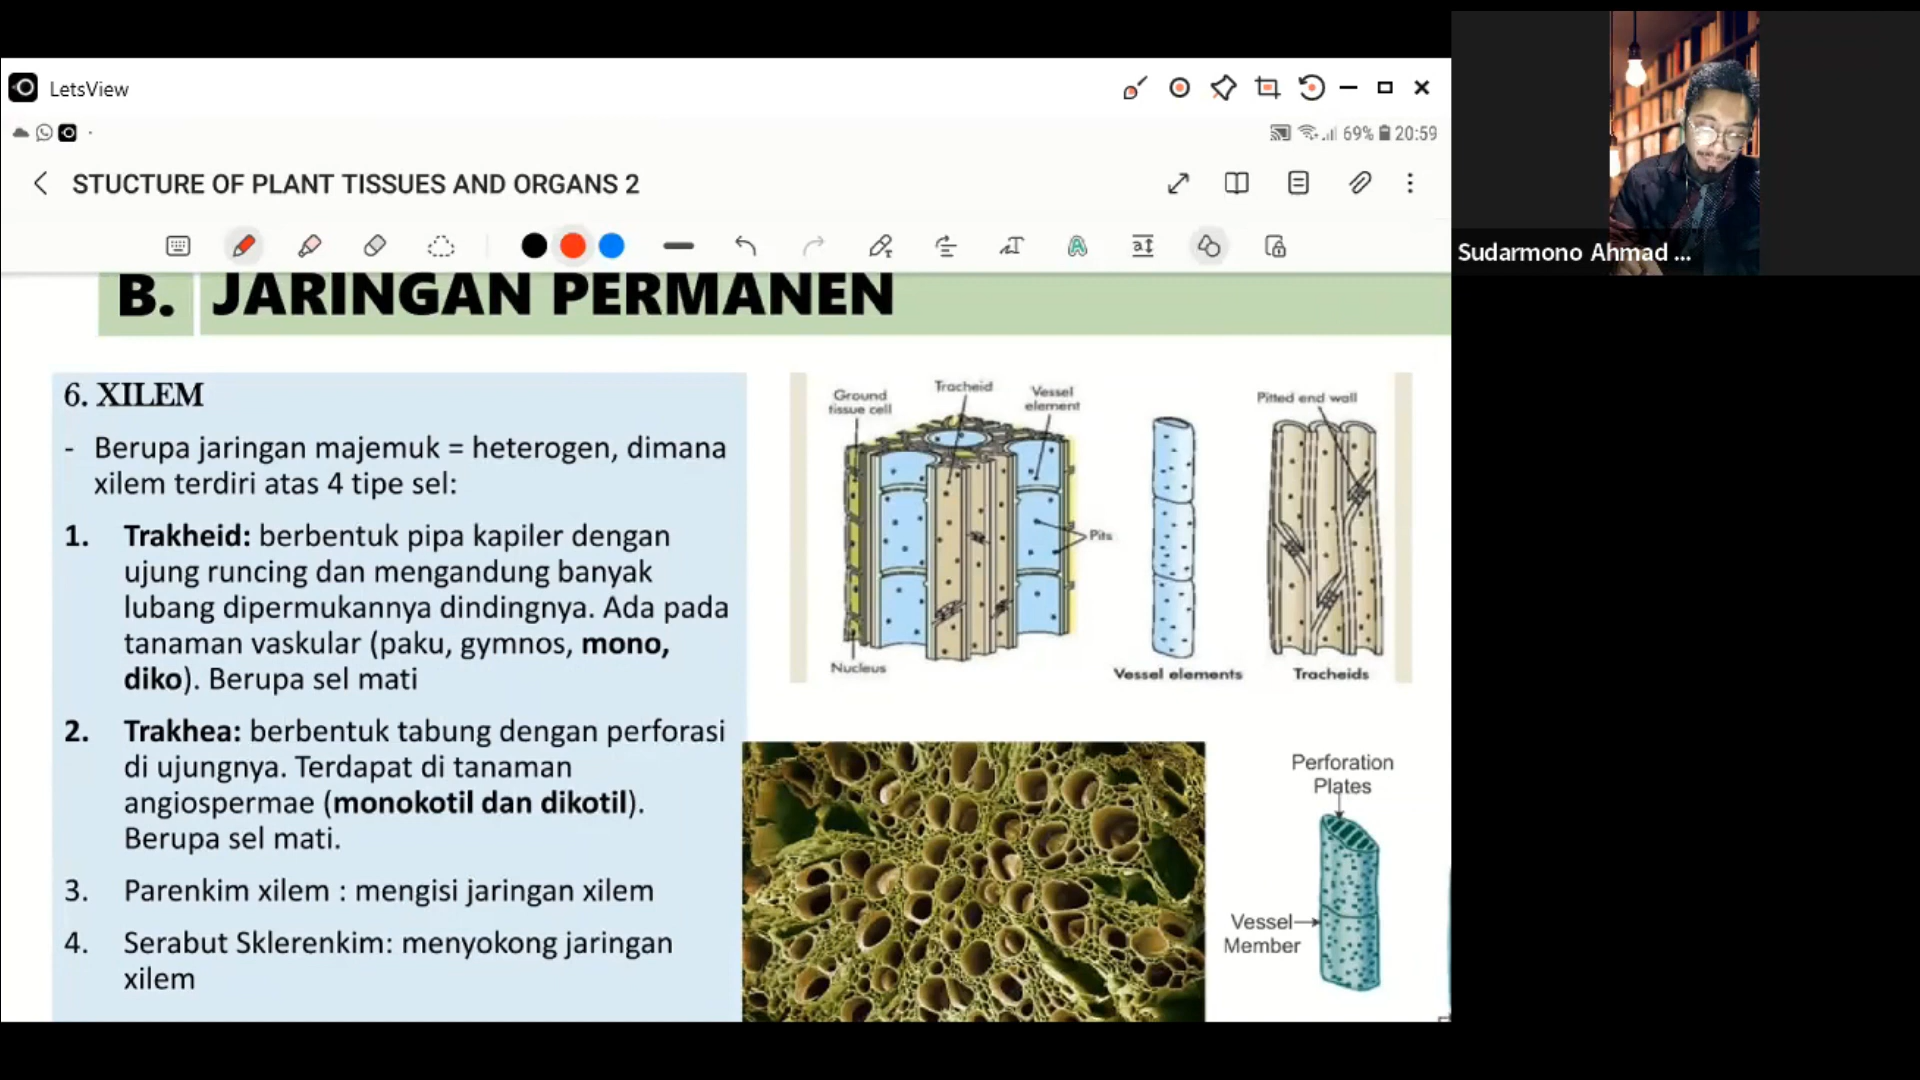 LetsView
69% 20:59
STUCTURE OF PLANT TISSUES AND ORGANS 2
Sudarmono Ahmad ...
B. JARINGAN PERMANEN
6. XILEM
- Berupa jaringan majemuk = heterogen, dimana
xilem terdiri atas 4 tipe sel:
1. Trakheid: berbentuk pipa kapiler dengan
ujung runcing dan mengandung banyak
lubang dipermukannya dindingnya. Ada pada
tanaman vaskular (paku, gymnos, mono,
diko). Berupa sel mati
2. Trakhea: berbentuk tabung dengan perforasi
di ujungnya. Terdapat di tanaman
angiospermae (monokotil dan dikotil).
Berupa sel mati.
3. Parenkim xilem : mengisi jaringan xilem
4. Serabut Sklerenkim: menyokong jaringan
xilem
Ground
tissue cell
Tracheid
Vessel
element
Pits
Nucleus
Vessel elements
Pitted end wall
Tracheids
Perforation
Plates
Vessel
Member